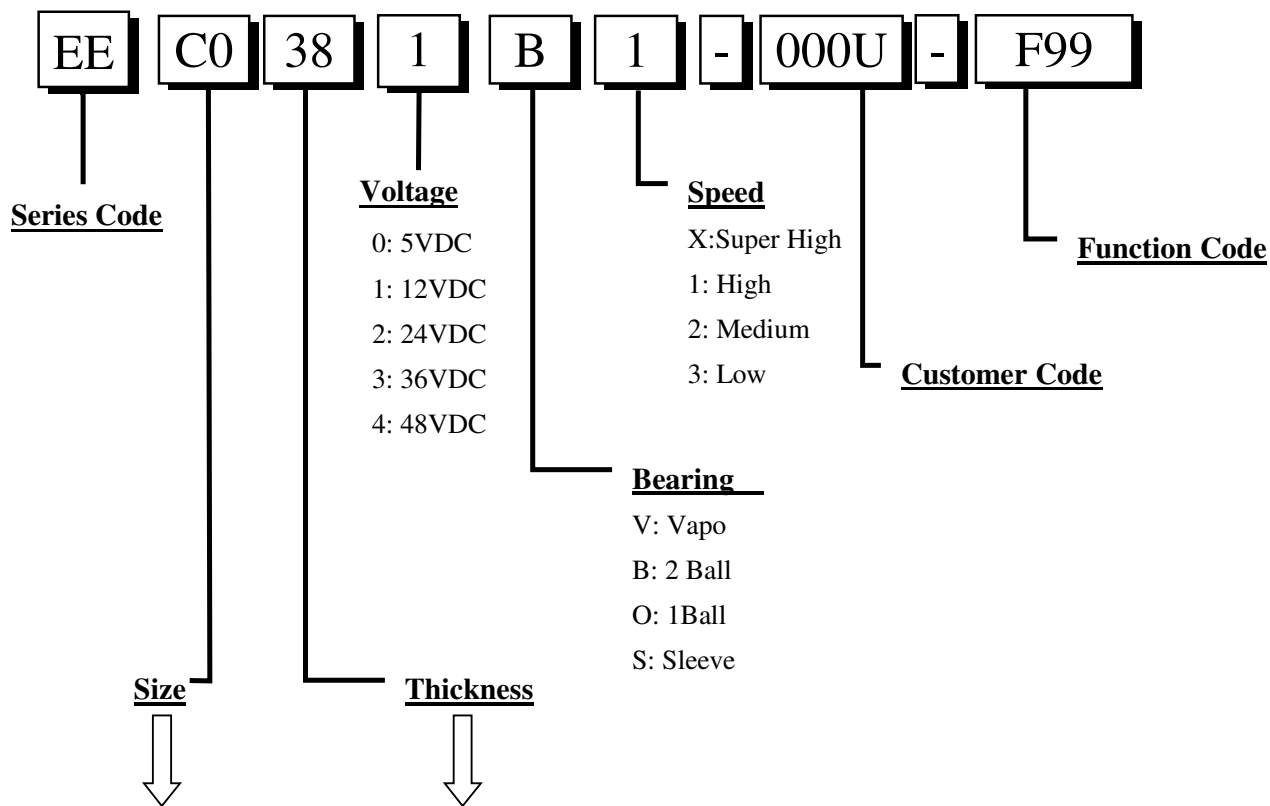 EE C0 38 1 B 1 - 000U - F99
Series Code
Voltage
0: 5VDC
1: 12VDC
2: 24VDC
3: 36VDC
4: 48VDC
Speed
X:Super High
1: High
2: Medium
3: Low
Function Code
Customer Code
Bearing
V: Vapo
B: 2 Ball
O: 1Ball
S: Sleeve
Size
Thickness